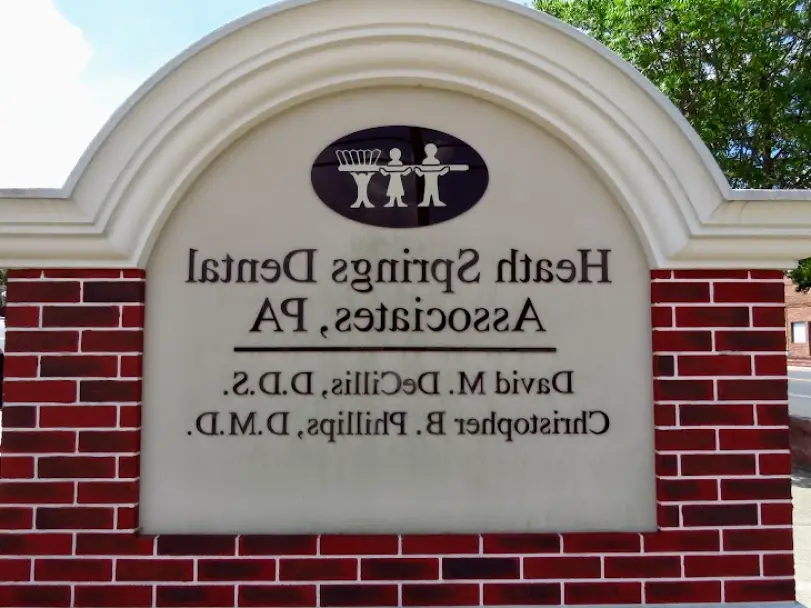 Heath Springs Dental
Associates, PA
David M. DeCillis, D.D.S.
Christopher B. Phillips, D.M.D.